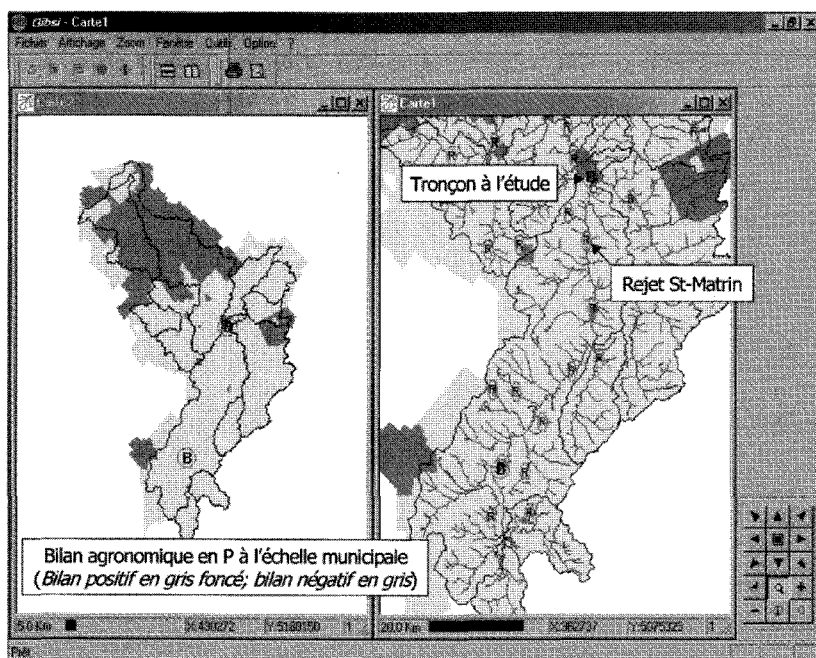 Gibsi - Carte1
Fichier Affichage Zoom Fenêtre Outils Option ?
Carte1
Tronçon à l'étude
Rejet St-Matrin
B
R
Bilan agronomique en P à l'échelle municipale
(Bilan positif en gris foncé; bilan négatif en gris)
5.0 Km X:430272 Y:5180150 1
20.0 Km X:362737 Y:5075325 1
Prêt